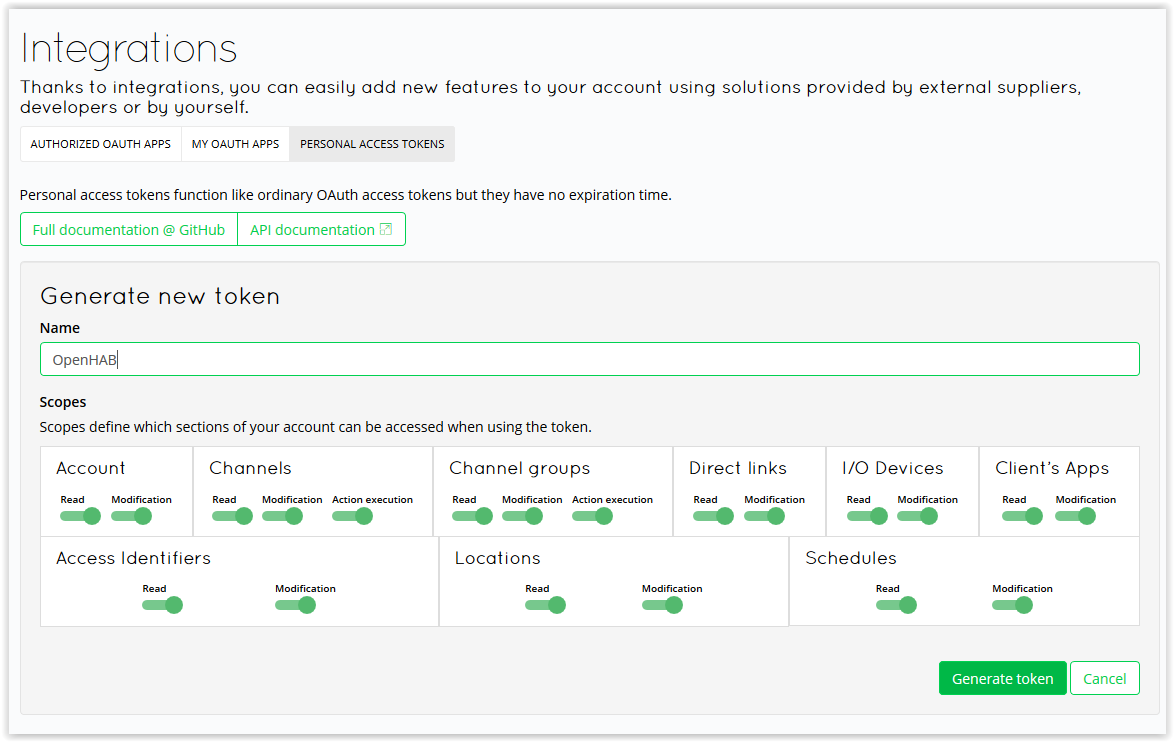 Integrations
Thanks to integrations, you can easily add new features to your account using solutions provided by external suppliers,
developers or by yourself.
AUTHORIZED OAUTH APPS MY OAUTH APPS PERSONAL ACCESS TOKENS
Personal access tokens function like ordinary OAuth access tokens but they have no expiration time.
Full documentation @ GitHub API documentation
Generate new token
Name
OpenHAB
Scopes
Scopes define which sections of your account can be accessed when using the token.
Account Channels Channel groups Direct links I/O Devices Client's Apps
Read Modification Read Modification Action execution Read Modification Action execution Read Modification Read Modification Read Modification
Access Identifiers Locations Schedules
Read Modification Read Modification Read Modification
Generate token Cancel